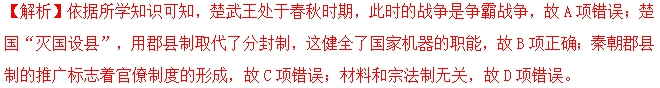 【解析】依据所学知识可知，楚武王处于春秋时期，此时的战争是争霸战争，故 A 项错误；楚
国“灭国设县”，用郡县制取代了分封制，这健全了国家机器的职能，故 B 项正确；秦朝郡县
制的推广标志着官僚制度的形成，故 C 项错误；材料和宗法制无关，故 D 项错误。